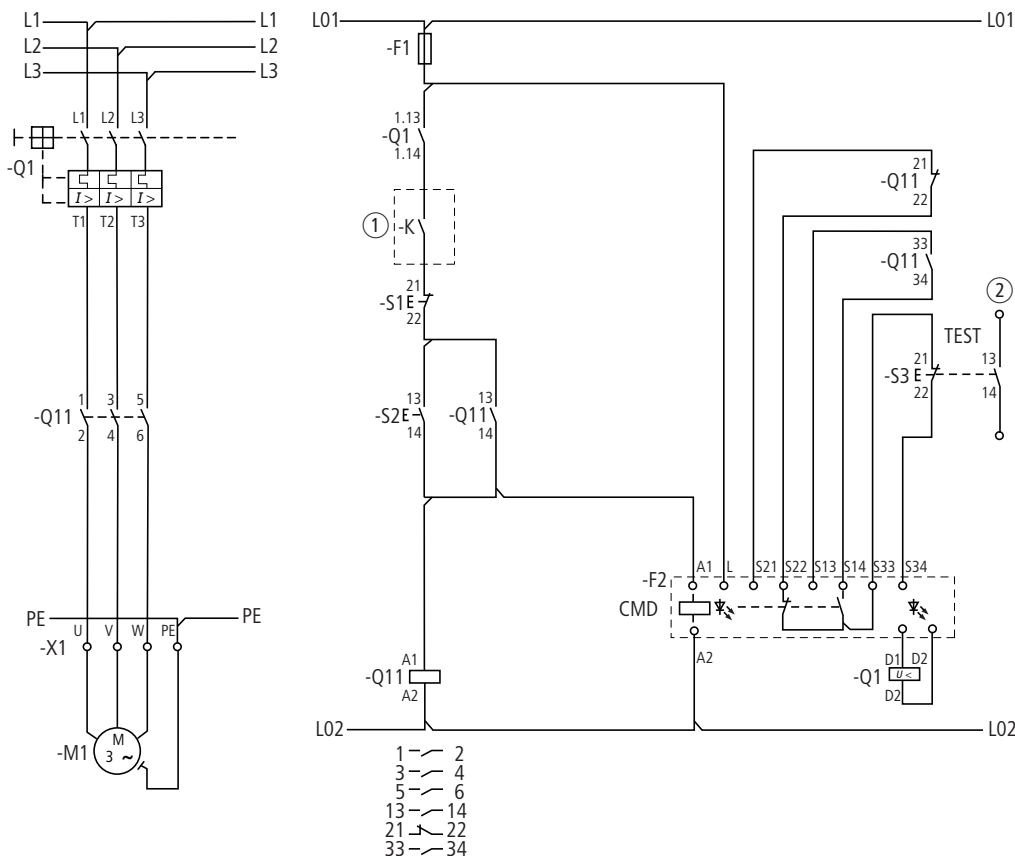 L1 L1
L2 L2
L3 L3
L1 L2 L3
-Q1
I> I> I>
T1 T2 T3
1 3 5
-Q11
2 4 6
PE PE
U V W PE
-X1
M
3 ~
-M1
L01 L01
-F1
1.13
-Q1
1.14
1 -K
21
-S1E
22
13 13
-S2E -Q11
14 14
A1
-Q11
A2
L02 L02
1 2
3 4
5 6
13 14
21 22
33 34
21
-Q11
22
33
-Q11
34
2
TEST
21 13
-S3 E
22 14
A1 L S21 S22 S13 S14 S33 S34
-F2
CMD
A2
D1 D2
-Q1 U<
D2